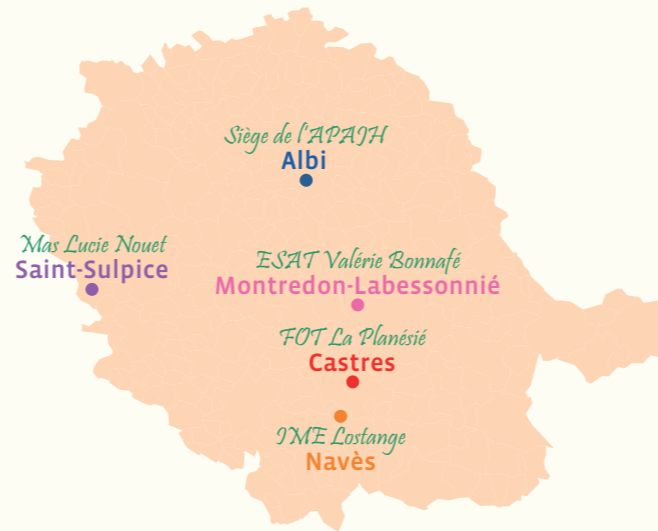 Siège de l'APAJH
Albi
Mas Lucie Nouet
Saint-Sulpice
ESAT Valérie Bonnafé
Montredon-Labessonnié
FOT La Planésié
Castres
IME Lostange
Navès